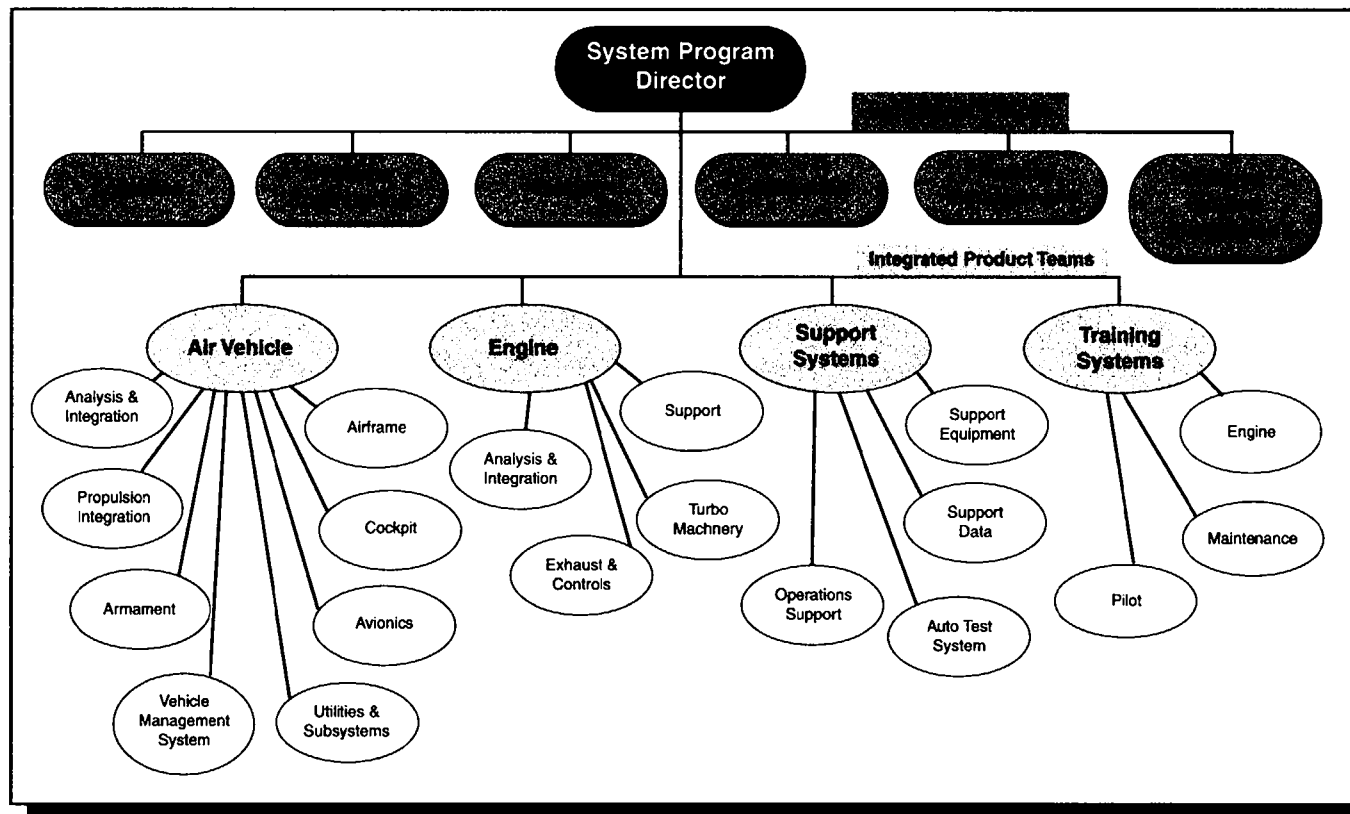 System Program
Director
Integrated Product Teams
Air Vehicle
Engine
Support
Systems
Training
Systems
Analysis &
Integration
Airframe
Propulsion
Integration
Cockpit
Armament
Avionics
Vehicle
Management
System
Utilities &
Subsystems
Support
Analysis &
Integration
Turbo
Machnery
Exhaust &
Controls
Support
Equipment
Support
Data
Operations
Support
Auto Test
System
Engine
Maintenance
Pilot